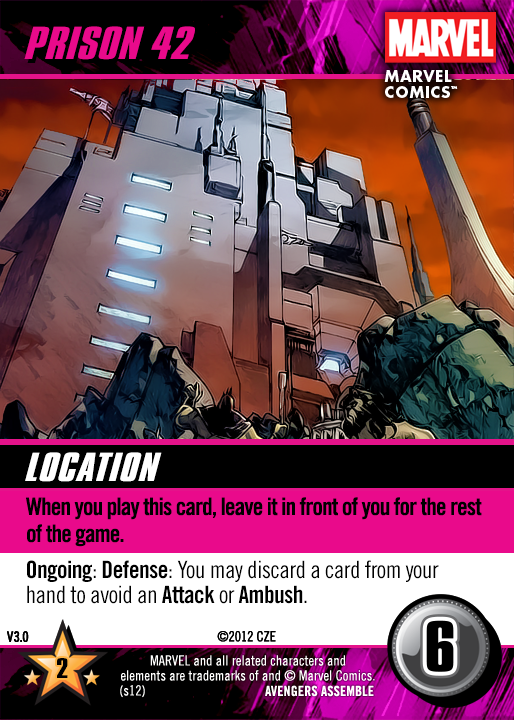 PRISON 42
MARVEL
MARVEL
COMICS™
LOCATION
When you play this card, leave it in front of you for the rest
of the game.
Ongoing: Defense: You may discard a card from your
hand to avoid an Attack or Ambush.
V3.0
©2012 CZE
2
6
MARVEL and all related characters and
elements are trademarks of and © Marvel Comics.
(s12) AVENGERS ASSEMBLE